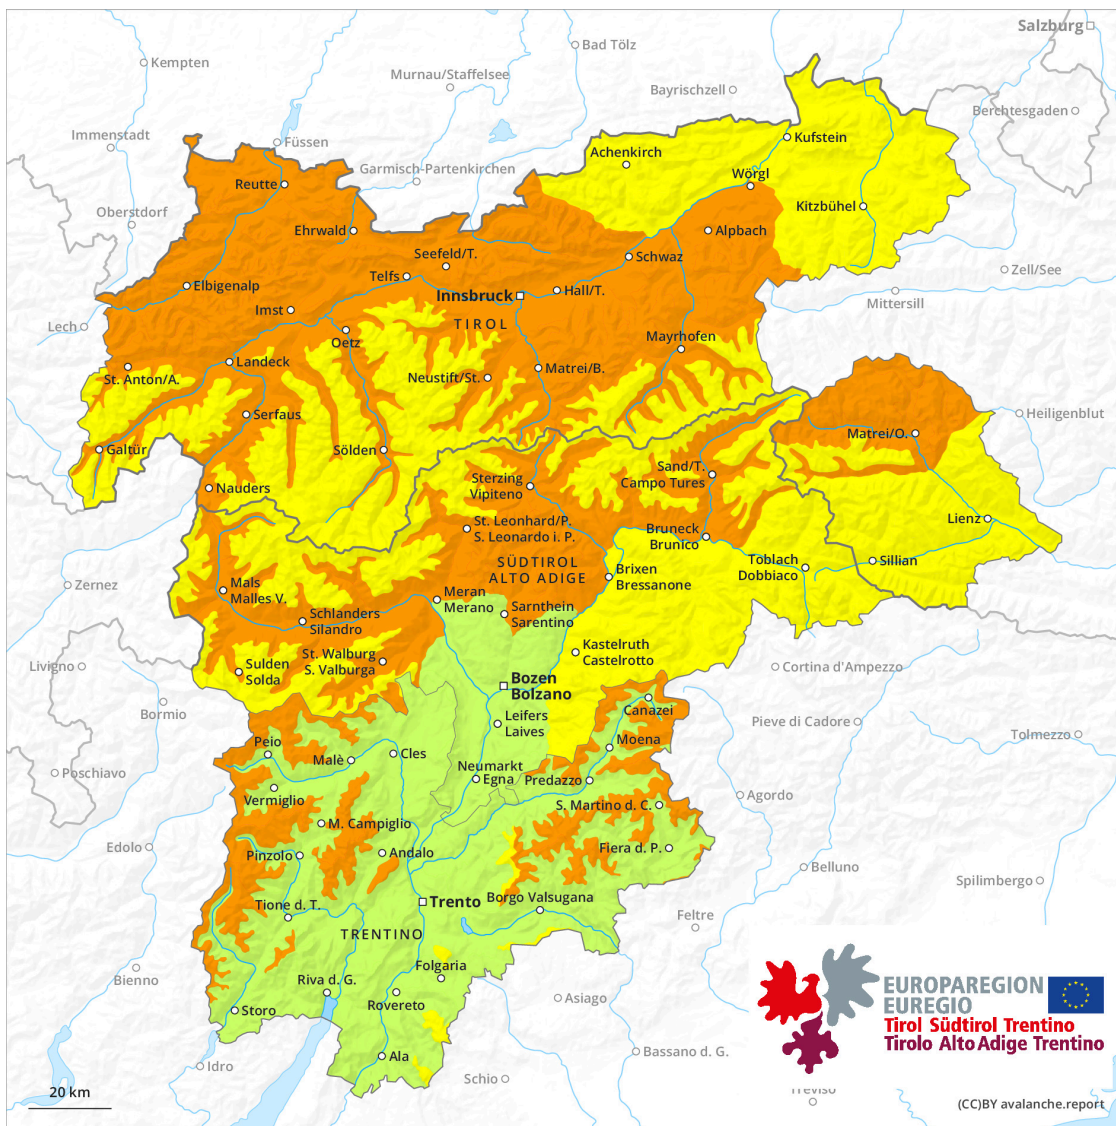 Salzburg
Bad Tölz
Kempten
Murnau/Staffelsee
Bayrischzell
Berchtesgaden
Immenstadt
Füssen
Kufstein
Achenkirch
Garmisch-Partenkirchen
Wörgl
Reutte
Oberstdorf
Kitzbühel
Ehrwald
Alpbach
Seefeld/T.
Schwaz
Telfs
Zell/See
Elbigenalp
Innsbruck
Hall/T.
Mittersill
Imst
TIROL
Lech
Oetz
Mayrhofen
Landeck
Matrei/B.
St. Anton/A.
Neustift/St.
Serfaus
Heiligenblut
Matrei/O.
Galtür
Sölden
Sand/T.
Campo Tures
Sterzing
Vipiteno
Nauders
Lienz
St. Leonhard/P.
S. Leonardo i. P.
Bruneck
Brunico
SÜDTIROL
ALTO ADIGE
Toblach
Dobbiaco
Sillian
Brixen
Bressanone
Zernez
Mals
Malles V.
Meran
Merano
Sarnthein
Sarentino
Schlanders
Silandro
Kastelruth
Castelrotto
St. Walburg
S. Valburga
Livigno
Sulden
Solda
Cortina d'Ampezzo
Bozen
Bolzano
Bormio
Canazei
Leifers
Laives
Pieve di Cadore
Tolmezzo
Peio
Moena
Malè
Cles
Neumarkt
Egna
Predazzo
Poschiavo
Vermiglio
Agordo
S. Martino d. C.
M. Campiglio
Edolo
Pinzolo
Andalo
Fiera d. P.
Belluno
Spilimbergo
Trento
Borgo Valsugana
Tione d. T.
Feltre
TRENTINO
Folgaria
Bienno
Riva d. G.
Rovereto
Asiago
Storo
EUROPAREGION
EUREGIO
Tirol Südtirol Trentino
Tirolo Alto Adige Trentino
Ala
Bassano d. G.
Idro
Schio
Treviso
20 km
(CC)BY avalanche.report